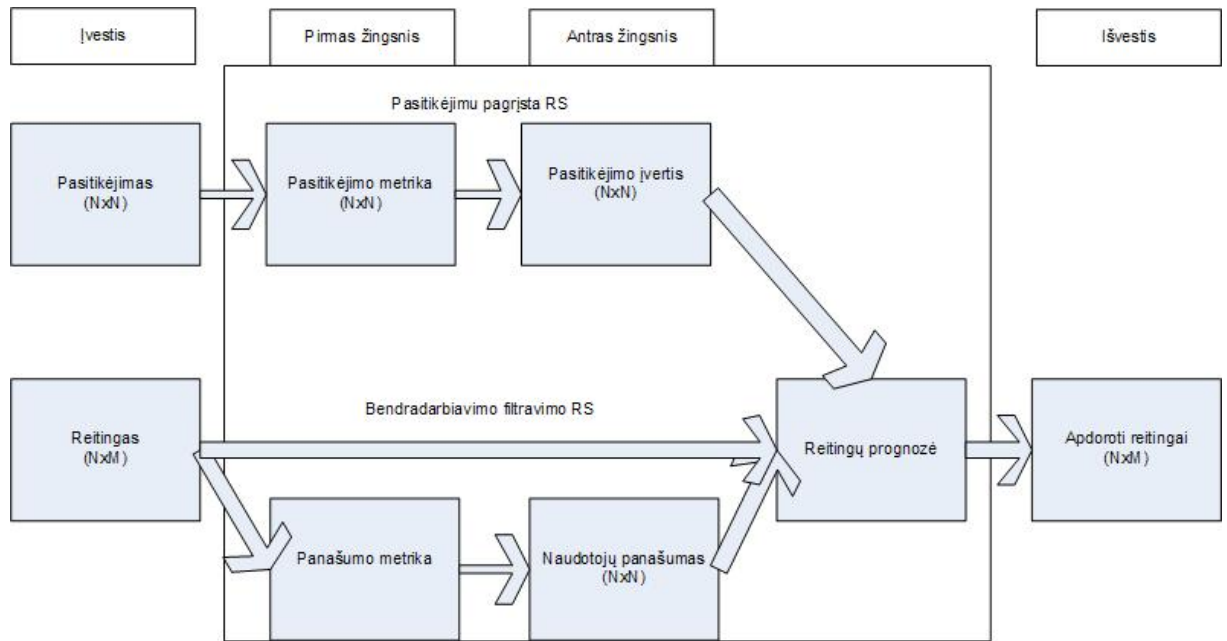 Įvestis
Pirmas žingsnis
Antras žingsnis
Išvestis
Pasitikėjimu pagrįsta RS
Pasitikėjimas
(NxN)
Pasitikėjimo metrika
(NxN)
Pasitikėjimo įvertis
(NxN)
Bendradarbiavimo filtravimo RS
Reitingas
(NxM)
Reitingų prognozė
Apdoroti reitingai
(NxM)
Panašumo metrika
Naudotojų panašumas
(NxN)